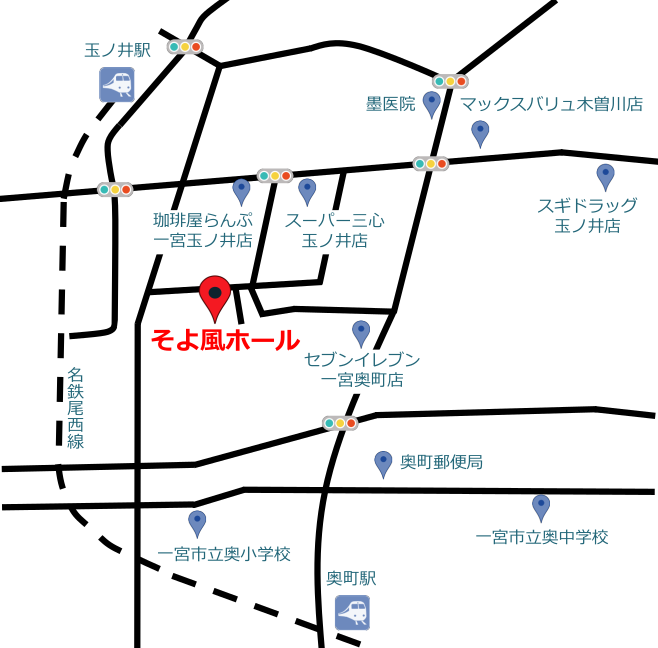 玉ノ井駅
墨医院
マックスバリュ木曽川店
スギドラッグ
玉ノ井店
珈琲屋らんぷ
一宮玉ノ井店
スーパー三心
玉ノ井店
そよ風ホール
セブンイレブン
一宮奥町店
名鉄尾西線
奥町郵便局
一宮市立奥中学校
一宮市立奥小学校
奥町駅